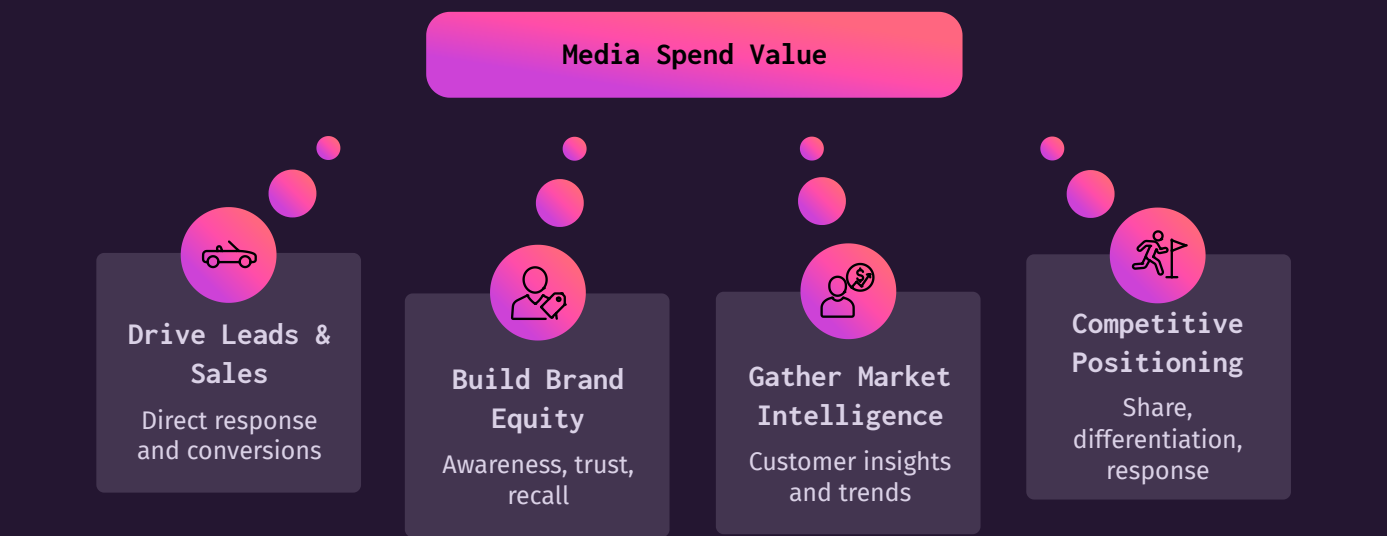 Media Spend Value
Drive Leads &
Sales
Direct response
and conversions
Build Brand
Equity
Awareness, trust,
recall
Gather Market
Intelligence
Customer insights
and trends
Competitive
Positioning
Share,
differentiation,
response